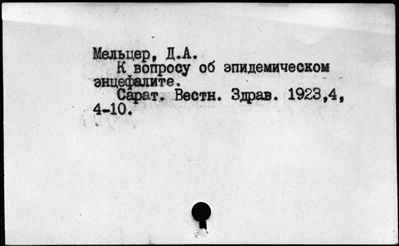 Мельцер, Д.А.
К вопросу об эпидемическом
энцефалите.
Сарат. Вестн. Здрав. 1923,4,
4-10.